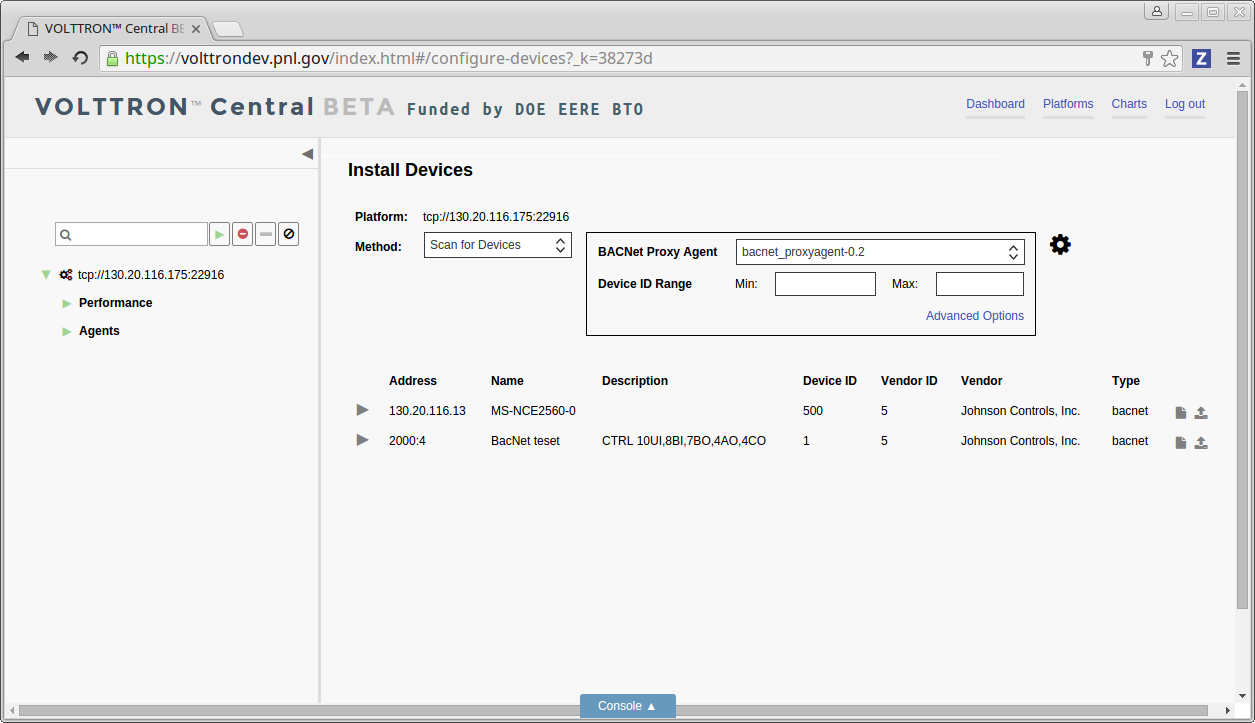 VOLTTRON™ Central BE
https://volttrondev.pnl.gov/index.html#/configure-devices?_k=38273d
Z
VOLTTRON™ Central BETA Funded by DOE EERE BTO
Dashboard Platforms Charts Log out
Install Devices
Platform: tcp://130.20.116.175:22916
Method: Scan for Devices
BACNet Proxy Agent bacnet_proxyagent-0.2
Device ID Range Min: Max:
Advanced Options
tcp://130.20.116.175:22916
Performance
Agents
Address Name Description Device ID Vendor ID Vendor Type
130.20.116.13 MS-NCE2560-0 500 5 Johnson Controls, Inc. bacnet
2000:4 BacNet teset CTRL 10UI,8BI,7BO,4AO,4CO 1 5 Johnson Controls, Inc. bacnet
Console ▲